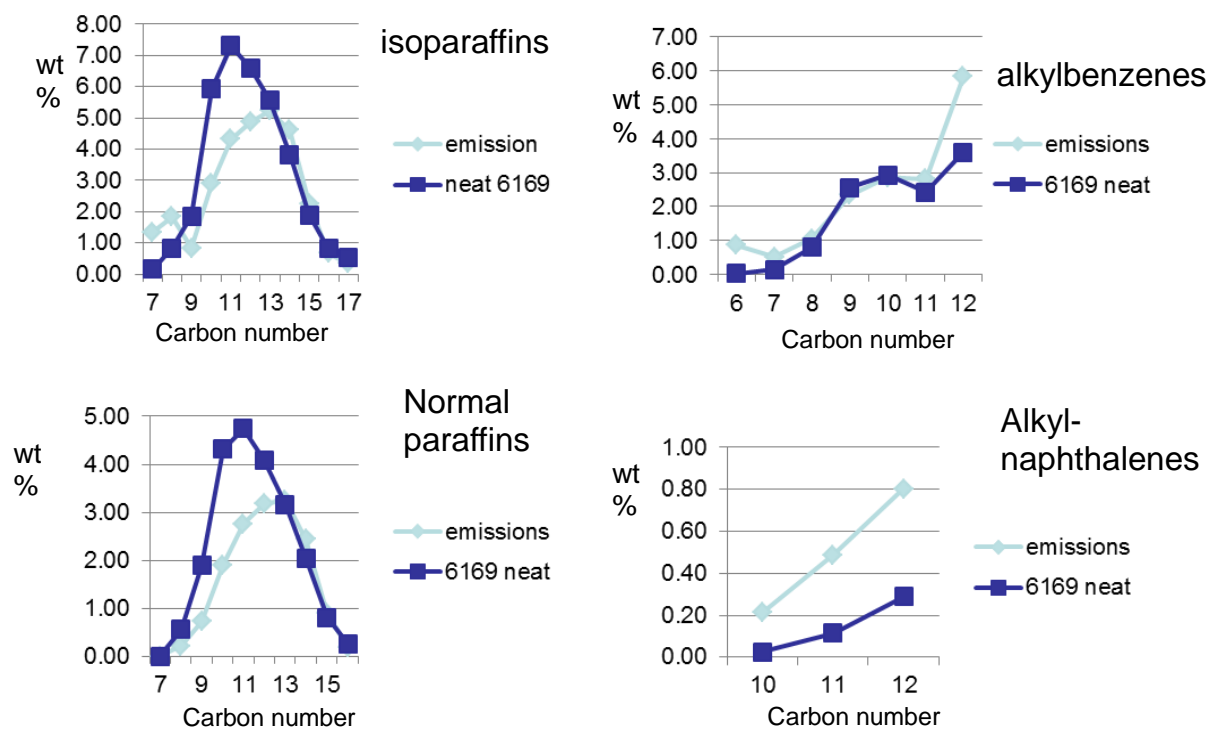 isoparaffins
wt
%
8.00
7.00
6.00
5.00
4.00
3.00
2.00
1.00
0.00
7 9 11 13 15 17
Carbon number
emission
neat 6169
alkylbenzenes
wt
%
7.00
6.00
5.00
4.00
3.00
2.00
1.00
0.00
6 7 8 9 10 11 12
Carbon number
emissions
6169 neat
Normal
paraffins
wt
%
5.00
4.00
3.00
2.00
1.00
0.00
7 9 11 13 15
Carbon number
emissions
6169 neat
Alkyl-
naphthalenes
wt
%
1.00
0.80
0.60
0.40
0.20
0.00
10 11 12
Carbon number
emissions
6169 neat